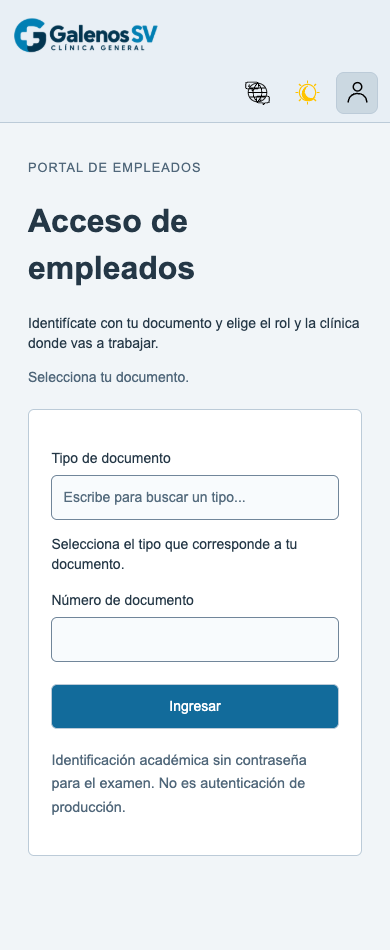 GalenosSV
CLÍNICA GENERAL
PORTAL DE EMPLEADOS
Acceso de
empleados
Identifícate con tu documento y elige el rol y la clínica
donde vas a trabajar.
Selecciona tu documento.
Tipo de documento
Escribe para buscar un tipo...
Selecciona el tipo que corresponde a tu
documento.
Número de documento
Ingresar
Identificación académica sin contraseña
para el examen. No es autenticación de
producción.